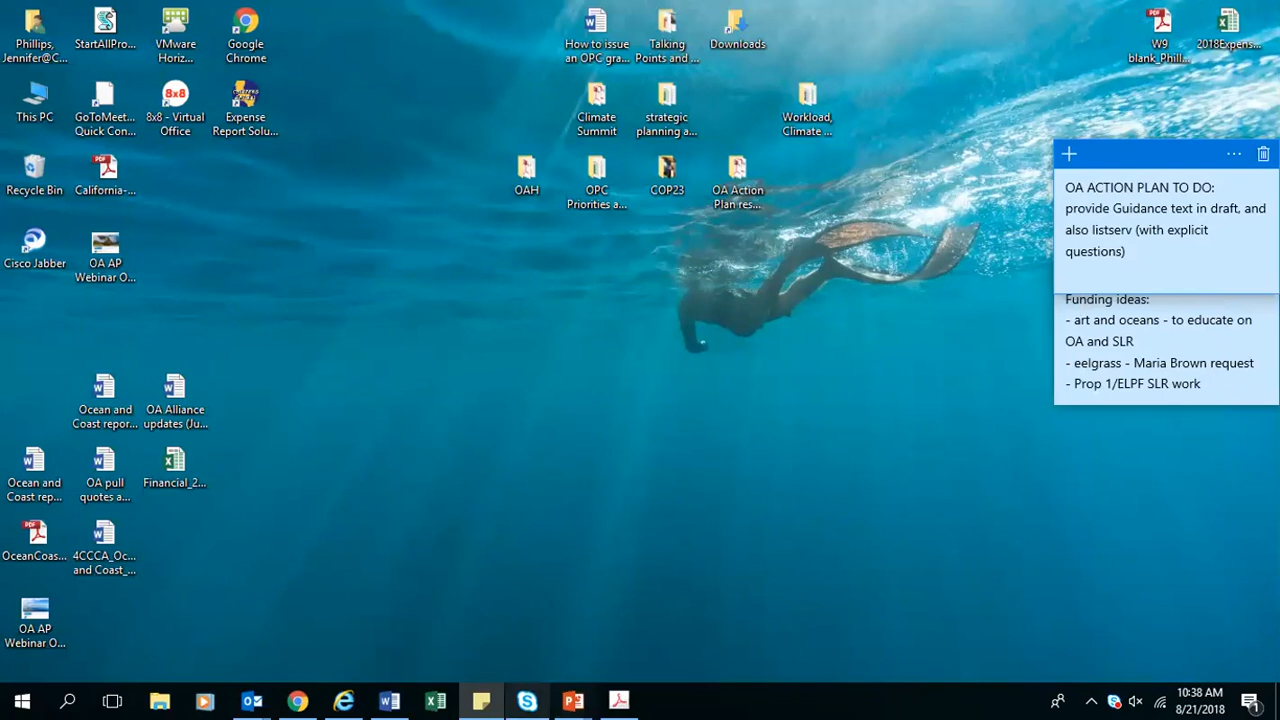 Phillips,
Jennifer@C...
StartAllPro...
VMware
Horiz...
Google
Chrome
How to issue
an OPC gra...
Talking
Points and ...
Downloads
W9
blank_Phill...
2018Expens...
This PC
GoToMeet...
Quick Con...
8x8
8x8 - Virtual
Office
Expense
Report Solu...
Climate
Summit
strategic
planning a...
Workload,
Climate ...
Recycle Bin
California-...
OAH
OPC
Priorities a...
COP23
OA Action
Plan res...
OA ACTION PLAN TO DO:
provide Guidance text in draft, and
also listserv (with explicit
questions)
Cisco Jabber
OA AP
Webinar O...
Funding ideas:
- art and oceans - to educate on
OA and SLR
- eelgrass - Maria Brown request
- Prop 1/ELPF SLR work
Ocean and
Coast repor...
OA Alliance
updates (Ju...
Ocean and
Coast rep...
OA pull
quotes a...
Financial_2...
OceanCoas...
4CCCA_Oc...
and Coast_...
OA AP
Webinar O...
10:38 AM
8/21/2018
1